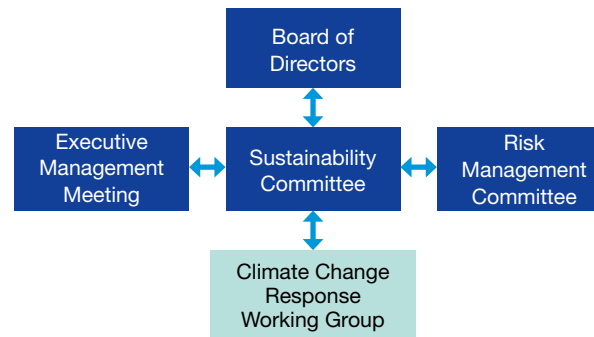 Board of
Directors
Executive
Management
Meeting
Sustainability
Committee
Risk
Management
Committee
Climate Change
Response
Working Group